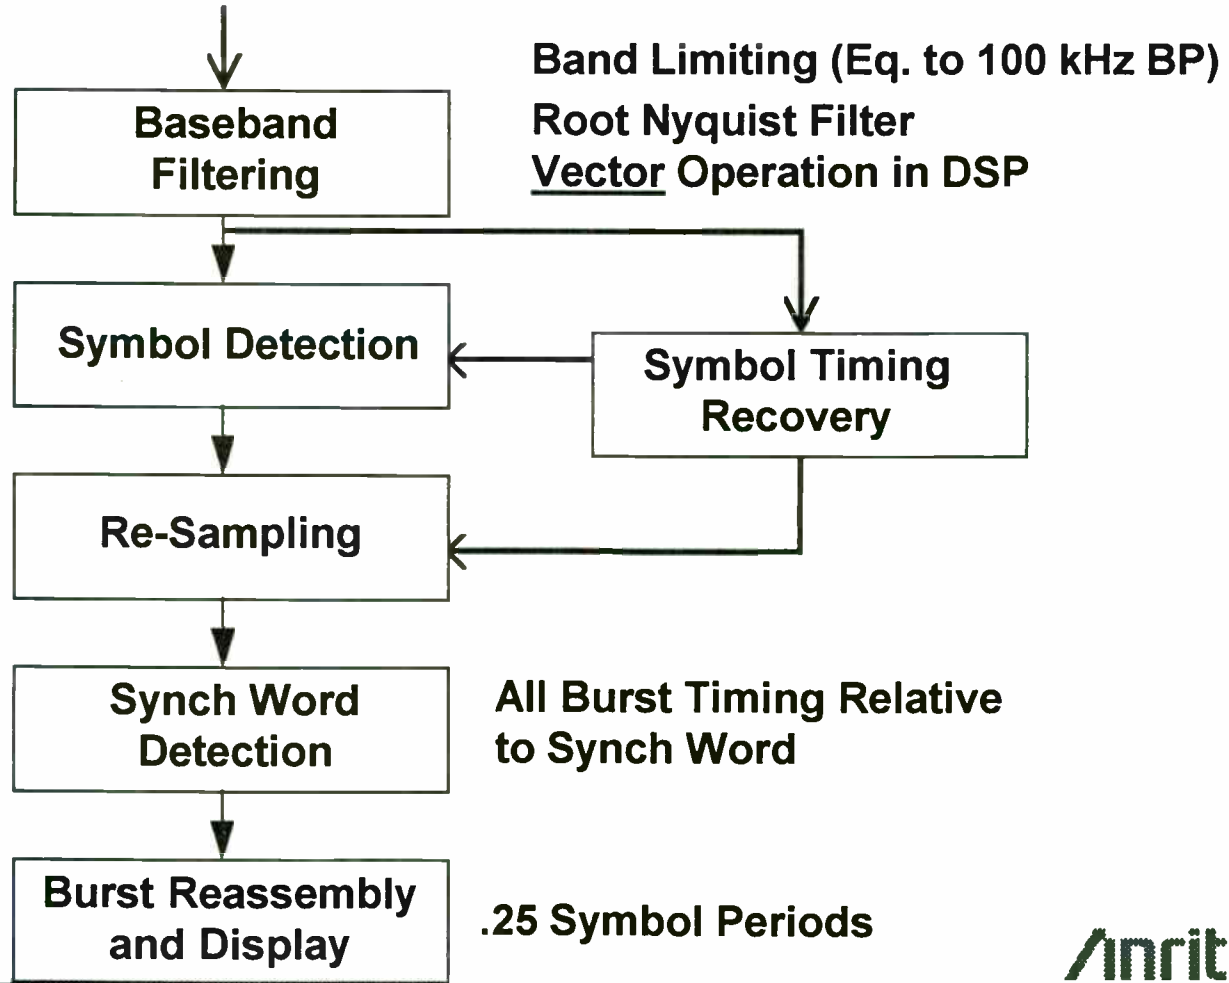 Band Limiting (Eq. to 100 kHz BP)
Baseband
Filtering
Root Nyquist Filter
Vector Operation in DSP
Symbol Detection
Symbol Timing
Recovery
Re-Sampling
Synch Word
Detection
All Burst Timing Relative
to Synch Word
Burst Reassembly
and Display
.25 Symbol Periods
Anrit